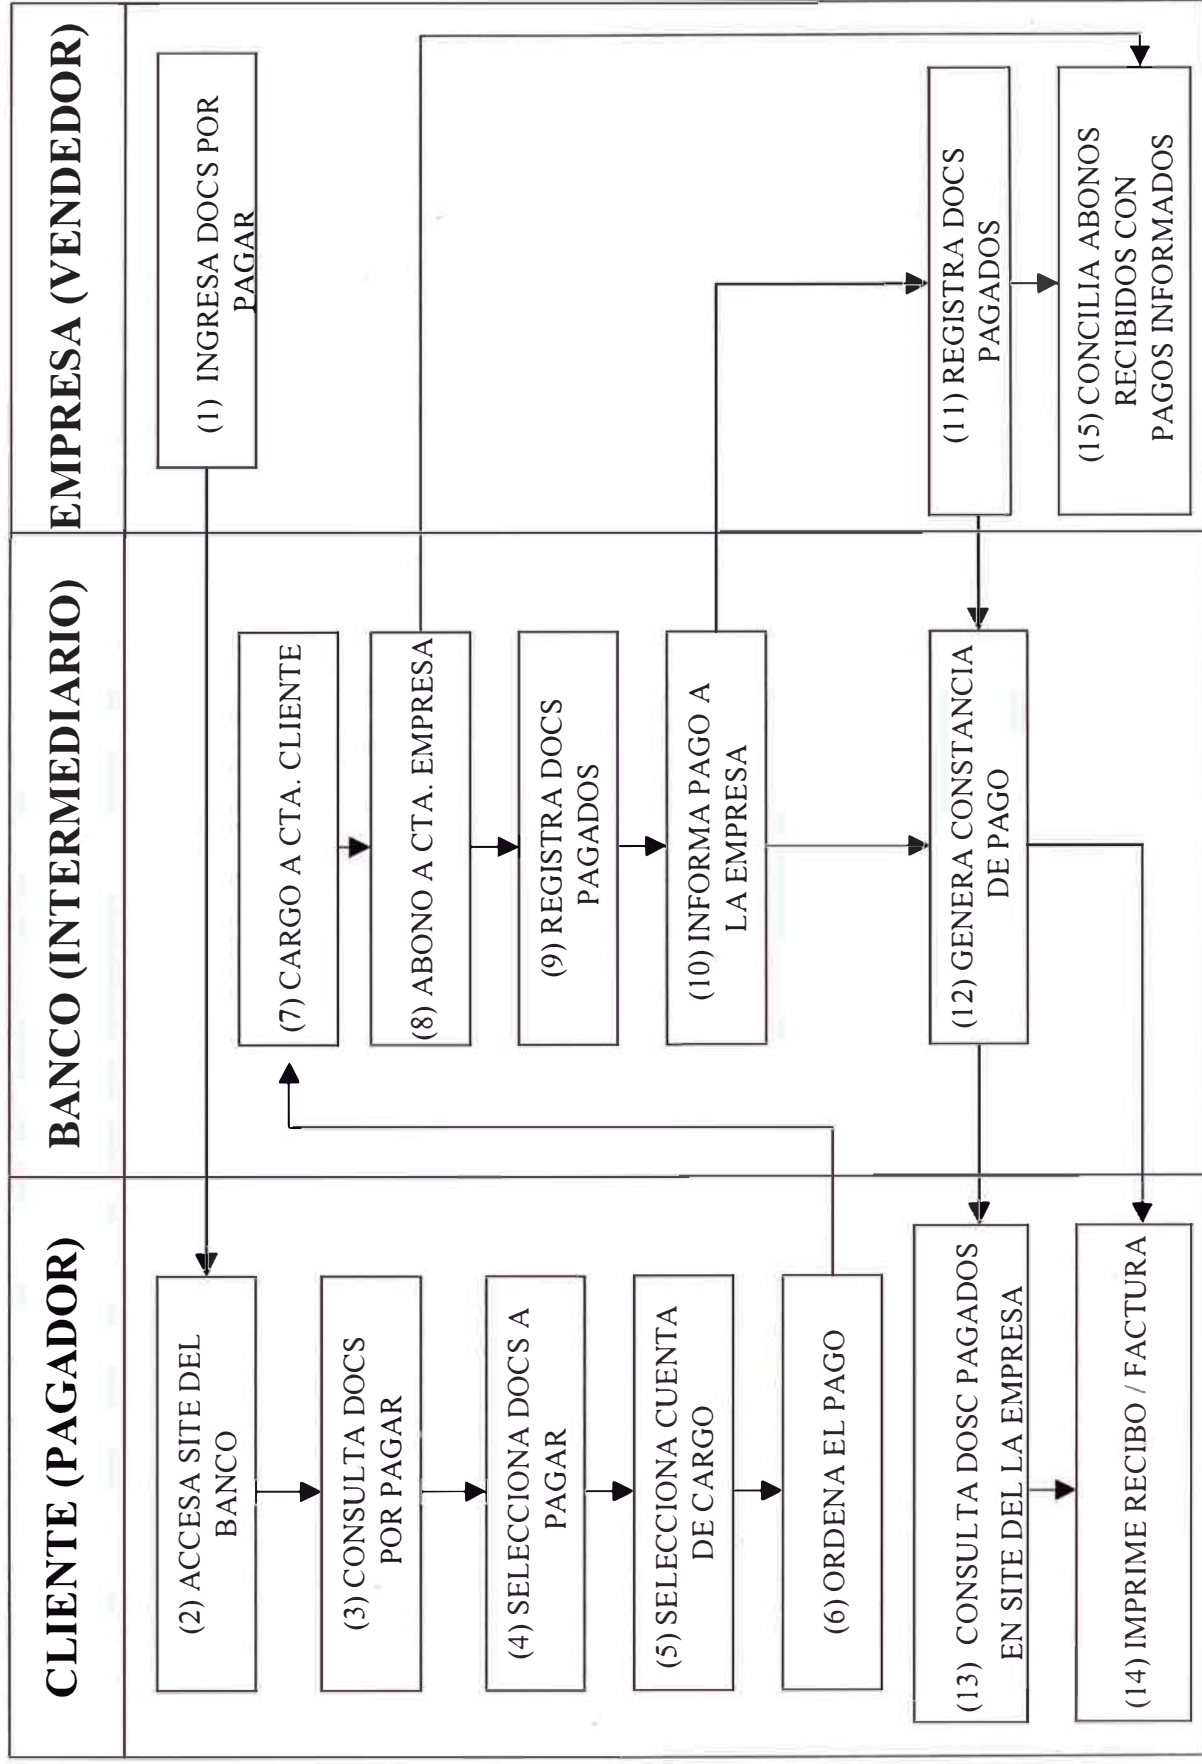 CLIENTE (PAGADOR)
BANCO (INTERMEDIARIO)
EMPRESA (VENDEDOR)
(1) INGRESA DOCS POR
PAGAR
(2) ACCESA SITE DEL
BANCO
(3) CONSULTA DOCS
POR PAGAR
(4) SELECCIONA DOCS A
PAGAR
(5) SELECCIONA CUENTA
DE CARGO
(6) ORDENA EL PAGO
(7) CARGO A CTA. CLIENTE
(8) ABONO A CTA. EMPRESA
(9) REGISTRA DOCS
PAGADOS
(10) INFORMA PAGO A
LA EMPRESA
(11) REGISTRA DOCS
PAGADOS
(12) GENERA CONSTANCIA
DE PAGO
(13) CONSULTA DOSC PAGADOS
EN SITE DEL LA EMPRESA
(14) IMPRIME RECIBO / FACTURA
(15) CONCILIA ABONOS
RECIBIDOS CON
PAGOS INFORMADOS